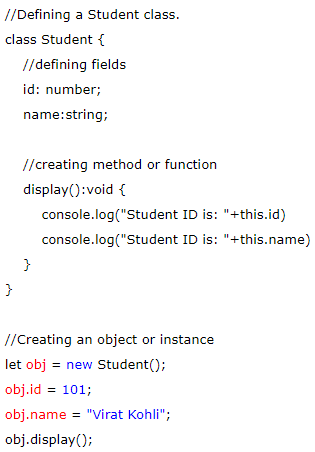 //Defining a Student class.
class Student {
//defining fields
id: number;
name:string;
//creating method or function
display():void {
console.log("Student ID is: "+this.id)
console.log("Student ID is: "+this.name)
}
}
//Creating an object or instance
let obj = new Student();
obj.id = 101;
obj.name = "Virat Kohli";
obj.display();